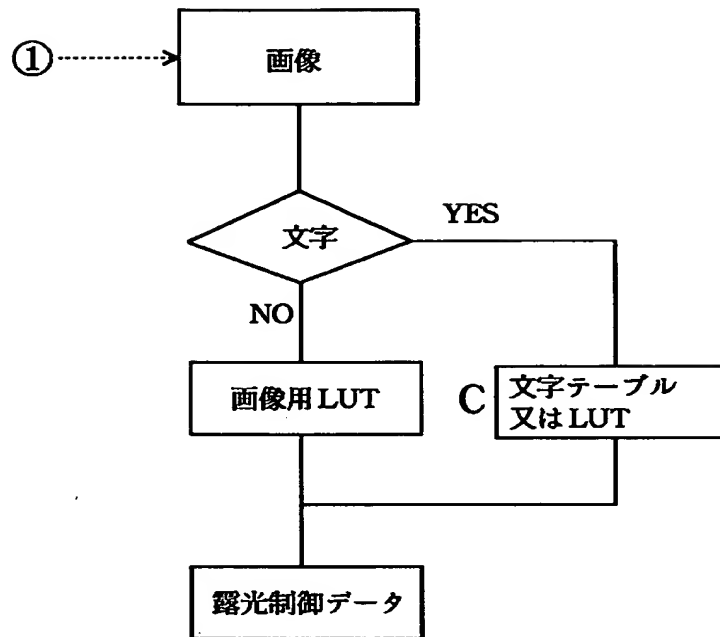 ①
画像
文字
YES
NO
画像用LUT
C
文字テーブル
又はLUT
露光制御データ